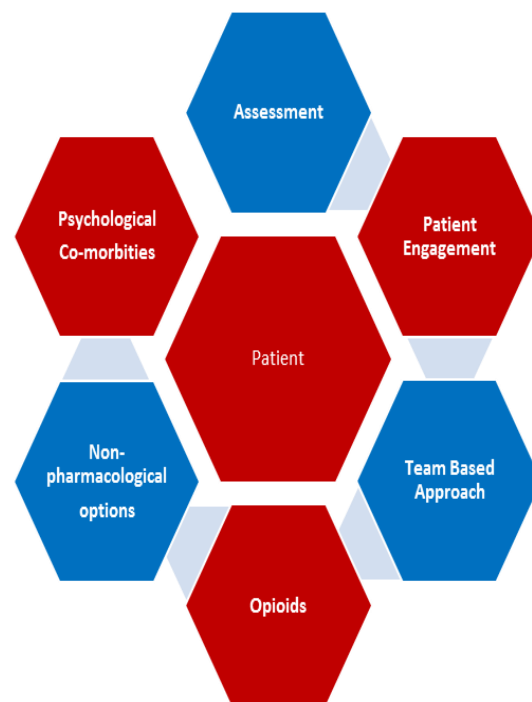 Assessment
Psychological
Co-morbities
Patient
Engagement
Patient
Non-
pharmacological
options
Team Based
Approach
Opioids